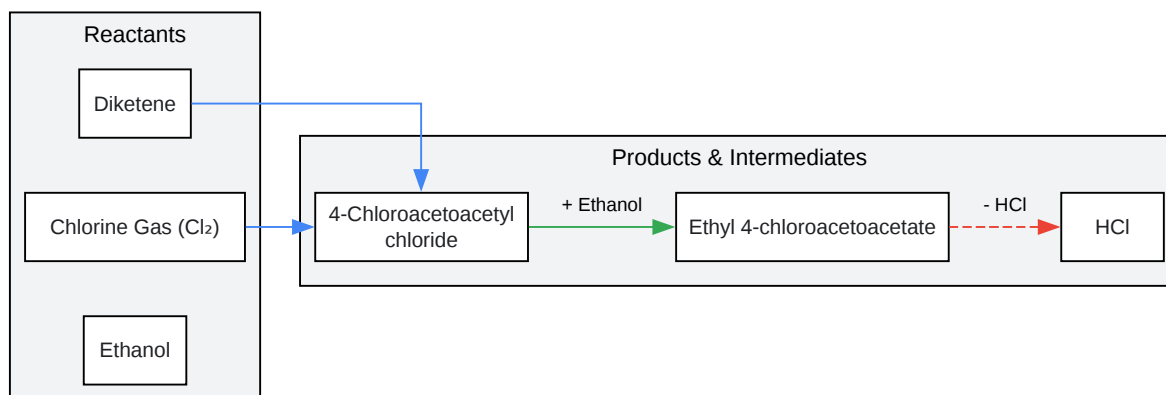 Reactants
Diketene
Products & Intermediates
Chlorine Gas (Cl₂)
4-Chloroacetoacetyl
chloride
+ Ethanol
Ethyl 4-chloroacetoacetate
- HCl
HCl
Ethanol